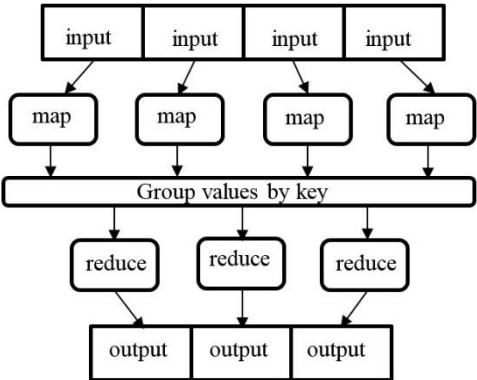 input input input input
map map map map
Group values by key
reduce reduce reduce
output output output